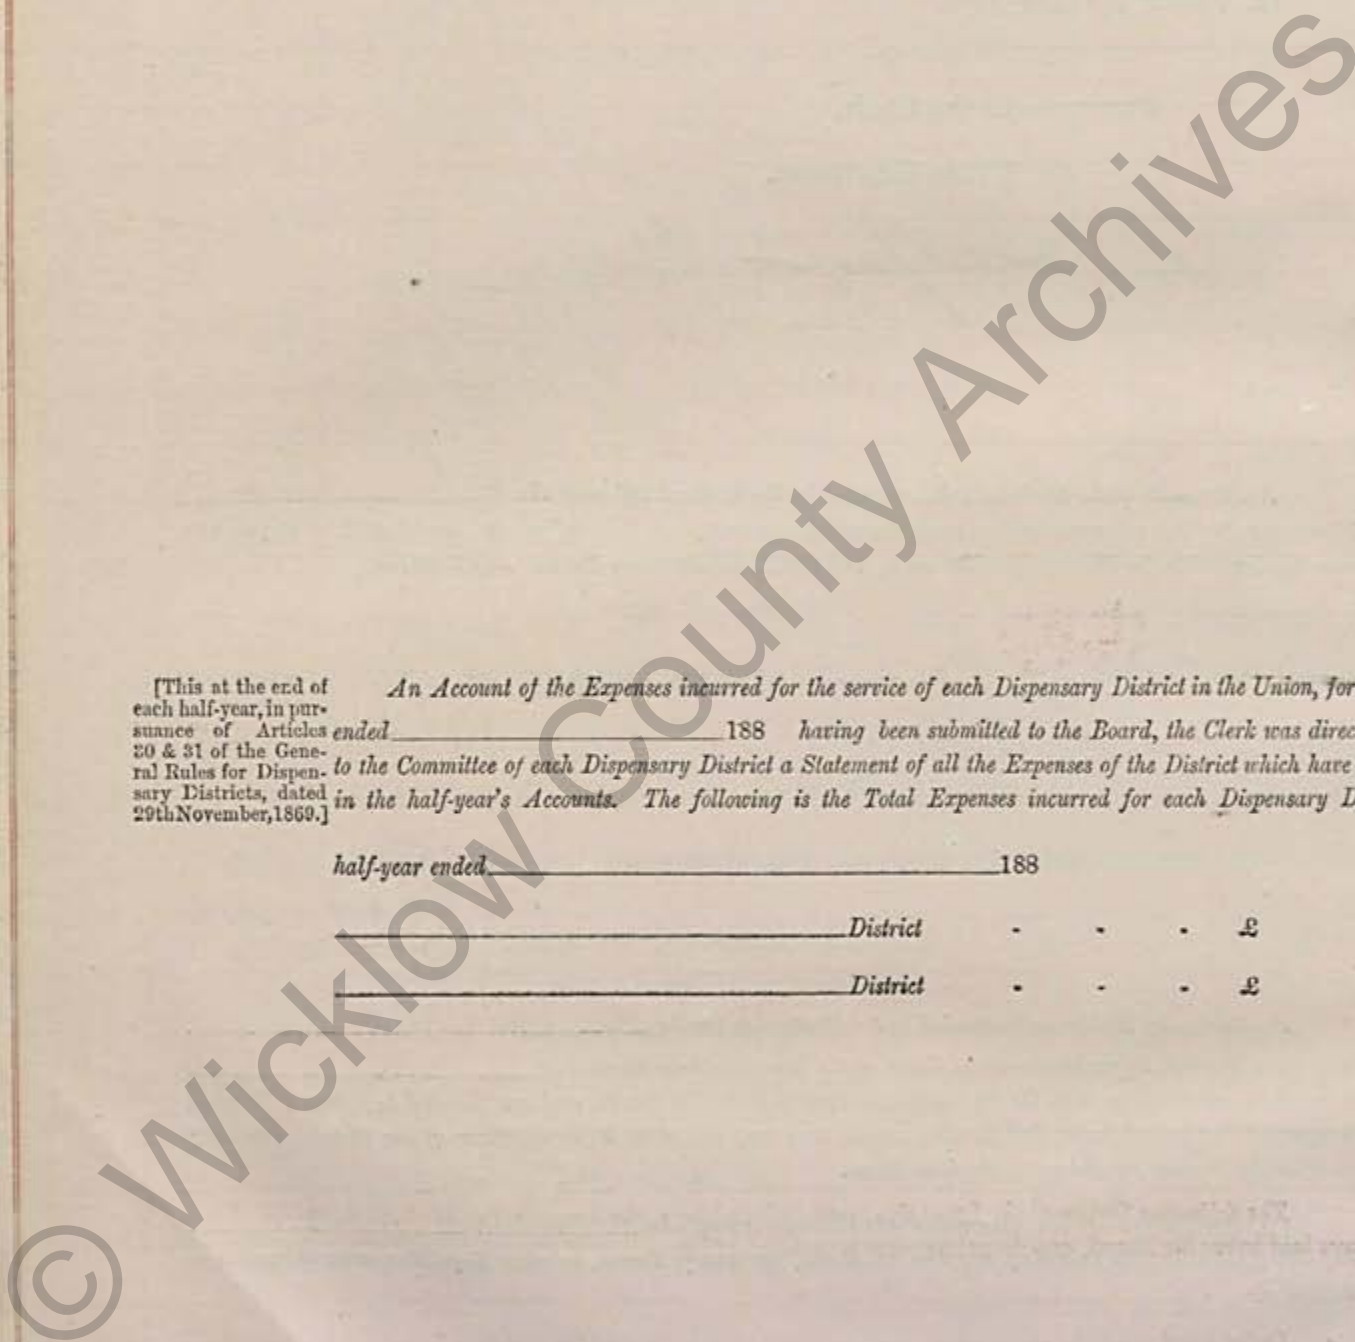 [This at the end of
each half-year, in pur-
suance of Articles
30 & 31 of the Gene-
ral Rules for Dispen-
sary Districts, dated
29th November, 1869.]
An Account of the Expenses incurred for the service of each Dispensary District in the Union, for
ended 188 having been submitted to the Board, the Clerk was direc
to the Committee of each Dispensary District a Statement of all the Expenses of the District which have
in the half-year's Accounts. The following is the Total Expenses incurred for each Dispensary D
half-year ended 188
District - - - £
District - - - £
© Wicklow County Archives